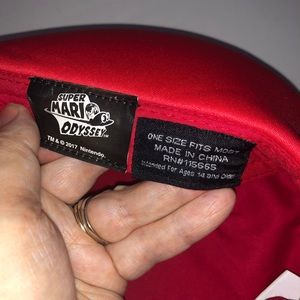 SUPER
MARIO
ODYSSEY
TM & © 2017 Nintendo.
ONE SIZE FITS MOST
MADE IN CHINA
RN#115665
Intended For Ages 14 and Older